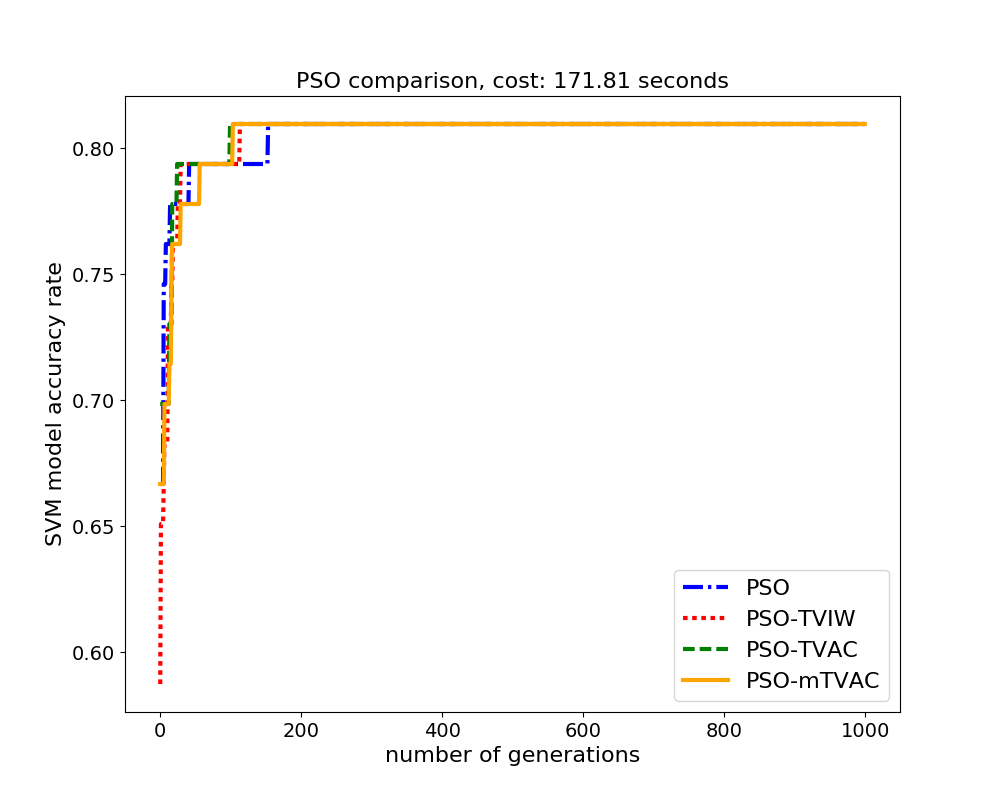 PSO comparison, cost: 171.81 seconds
SVM model accuracy rate
0.80
0.75
0.70
0.65
0.60
PSO
PSO-TVIW
PSO-TVAC
PSO-mTVAC
0 200 400 600 800 1000
number of generations